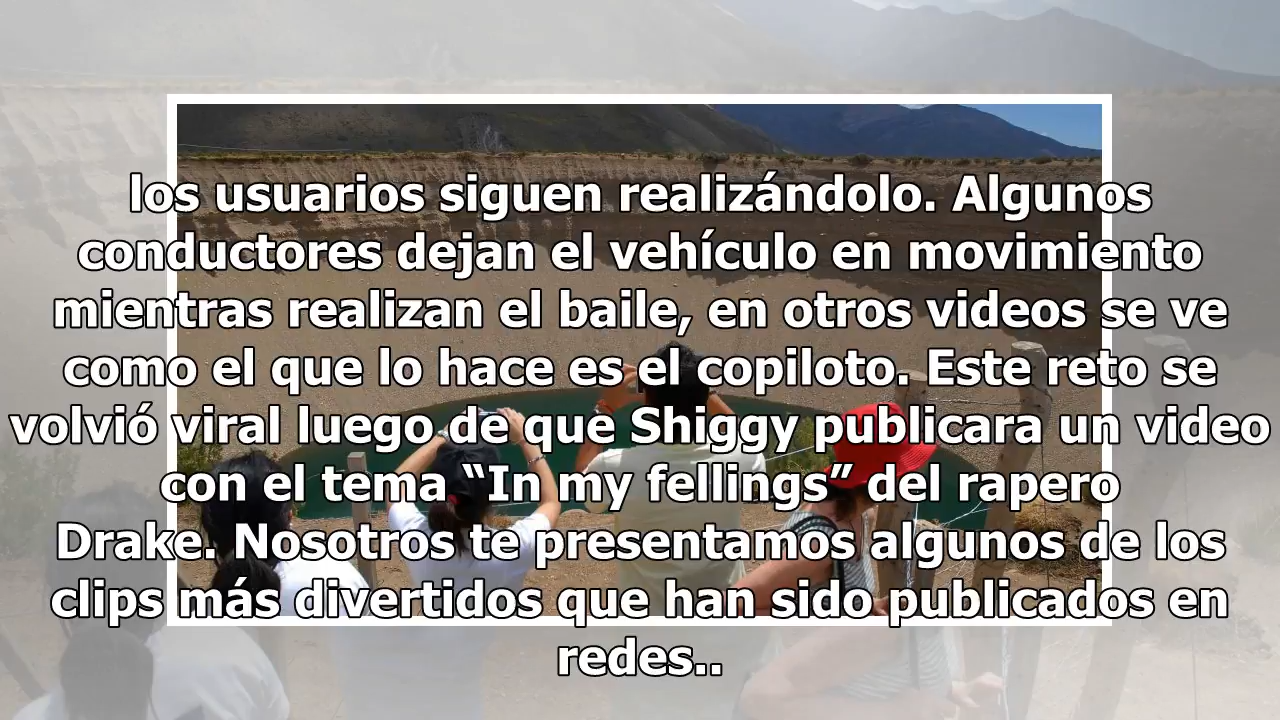 los usuarios siguen realizándolo. Algunos
conductores dejan el vehículo en movimiento
mientras realizan el baile, en otros videos se ve
como el que lo hace es el copiloto. Este reto se
volvió viral luego de que Shiggy publicara un video
con el tema “In my fellings” del rapero
Drake. Nosotros te presentamos algunos de los
clips más divertidos que han sido publicados en
redes..